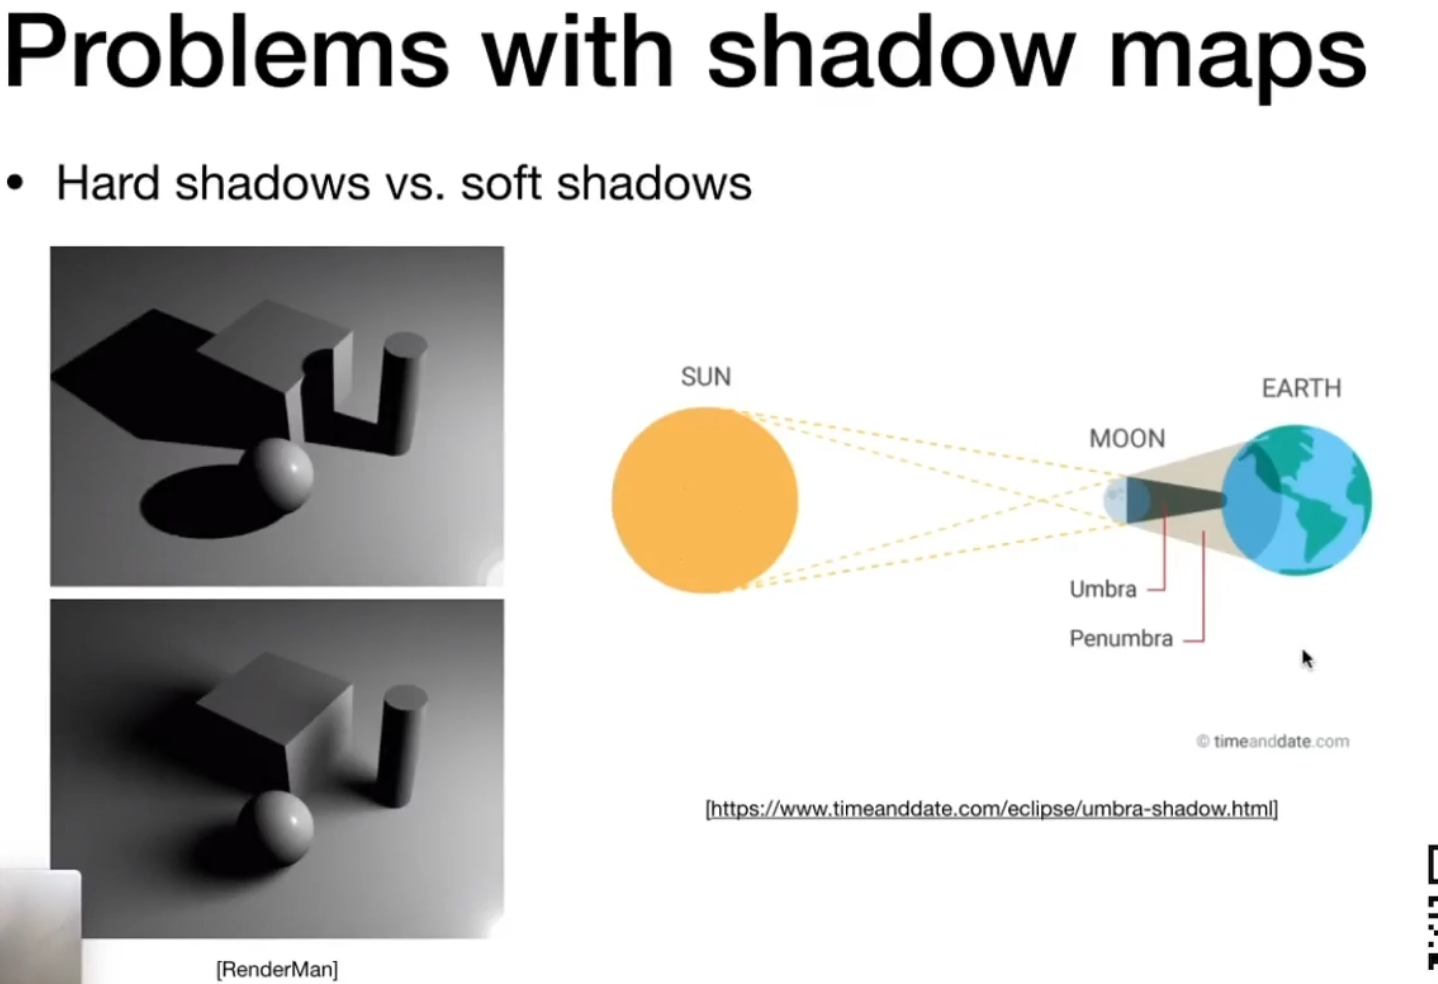 Problems with shadow maps
• Hard shadows vs. soft shadows
SUN
EARTH
MOON
Umbra
Penumbra
© timeanddate.com
[https://www.timeanddate.com/eclipse/umbra-shadow.html]
[RenderMan]